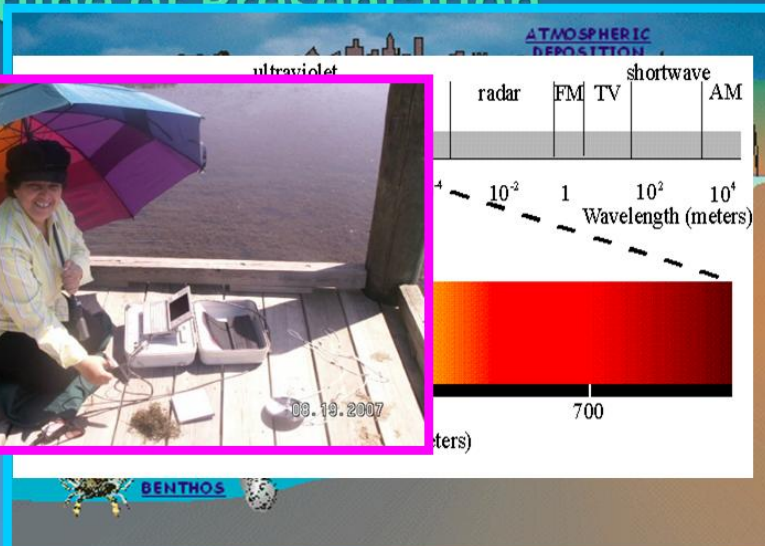 ATMOSPHERIC
DEPOSITION
ultraviolet
shortwave
radar
FM
TV
AM
10⁻²
1
10²
10⁴
Wavelength (meters)
08.19.2007
700
BENTHOS